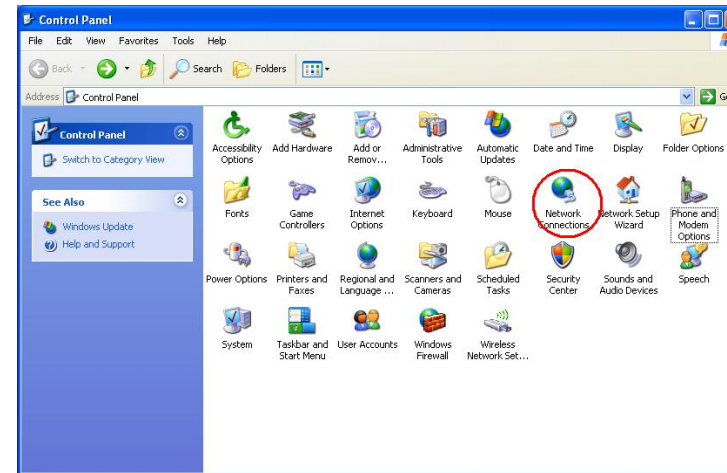 Control Panel
File Edit View Favorites Tools Help
Back Search Folders
Address Control Panel
Control Panel
Switch to Category View
See Also
Windows Update
Help and Support
Accessibility Options
Add Hardware
Add or Remov...
Administrative Tools
Automatic Updates
Date and Time
Display
Folder Options
Fonts
Game Controllers
Internet Options
Keyboard
Mouse
Network Connections
Network Setup Wizard
Phone and Modem Options
Power Options
Printers and Faxes
Regional and Language ...
Scanners and Cameras
Scheduled Tasks
Security Center
Sounds and Audio Devices
Speech
System
Taskbar and Start Menu
User Accounts
Windows Firewall
Wireless Network Set...